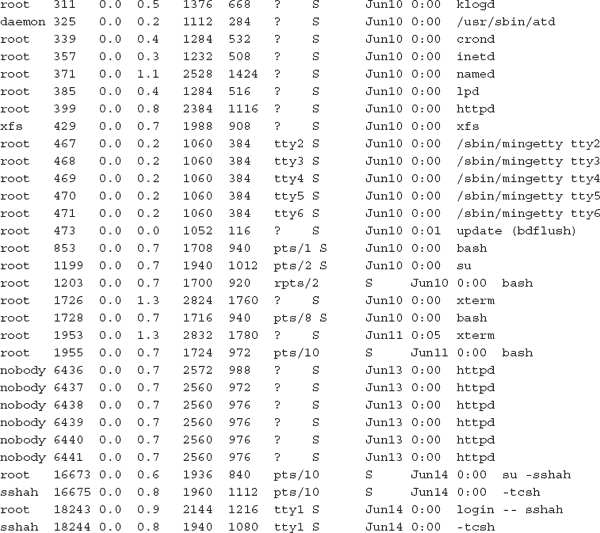 root 311 0.0 0.5 1376 668 ? S Jun10 0:00 klogd
daemon 325 0.0 0.2 1112 284 ? S Jun10 0:00 /usr/sbin/atd
root 339 0.0 0.4 1284 532 ? S Jun10 0:00 crond
root 357 0.0 0.3 1232 508 ? S Jun10 0:00 inetd
root 371 0.0 1.1 2528 1424 ? S Jun10 0:00 named
root 385 0.0 0.4 1284 516 ? S Jun10 0:00 lpd
root 399 0.0 0.8 2384 1116 ? S Jun10 0:00 httpd
xfs 429 0.0 0.7 1988 908 ? S Jun10 0:00 xfs
root 467 0.0 0.2 1060 384 tty2 S Jun10 0:00 /sbin/mingetty tty2
root 468 0.0 0.2 1060 384 tty3 S Jun10 0:00 /sbin/mingetty tty3
root 469 0.0 0.2 1060 384 tty4 S Jun10 0:00 /sbin/mingetty tty4
root 470 0.0 0.2 1060 384 tty5 S Jun10 0:00 /sbin/mingetty tty5
root 471 0.0 0.2 1060 384 tty6 S Jun10 0:00 /sbin/mingetty tty6
root 473 0.0 0.0 1052 116 ? S Jun10 0:01 update (bdflush)
root 853 0.0 0.7 1708 940 pts/1 S Jun10 0:00 bash
root 1199 0.0 0.7 1940 1012 pts/2 S Jun10 0:00 su
root 1203 0.0 0.7 1700 920 rpts/2 S Jun10 0:00 bash
root 1726 0.0 1.3 2824 1760 ? S Jun10 0:00 xterm
root 1728 0.0 0.7 1716 940 pts/8 S Jun10 0:00 bash
root 1953 0.0 1.3 2832 1780 ? S Jun11 0:05 xterm
root 1955 0.0 0.7 1724 972 pts/10 S Jun11 0:00 bash
nobody 6436 0.0 0.7 2572 988 ? S Jun13 0:00 httpd
nobody 6437 0.0 0.7 2560 972 ? S Jun13 0:00 httpd
nobody 6438 0.0 0.7 2560 976 ? S Jun13 0:00 httpd
nobody 6439 0.0 0.7 2560 976 ? S Jun13 0:00 httpd
nobody 6440 0.0 0.7 2560 976 ? S Jun13 0:00 httpd
nobody 6441 0.0 0.7 2560 976 ? S Jun13 0:00 httpd
root 16673 0.0 0.6 1936 840 pts/10 S Jun14 0:00 su -sshah
sshah 16675 0.0 0.8 1960 1112 pts/10 S Jun14 0:00 -tcsh
root 18243 0.0 0.9 2144 1216 tty1 S Jun14 0:00 login -- sshah
sshah 18244 0.0 0.8 1940 1080 tty1 S Jun14 0:00 -tcsh